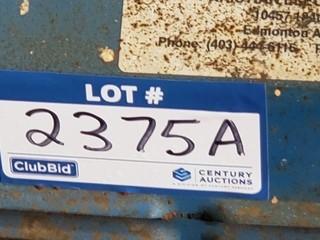 Edmonton
Phone: (403)
LOT #
2375A
ClubBid
CENTURY
AUCTIONS